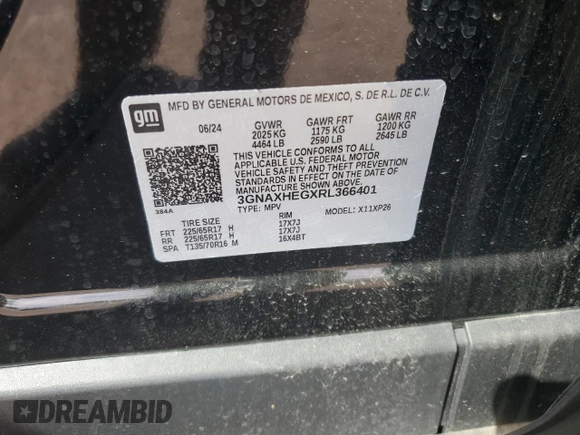 gm
MFD BY GENERAL MOTORS DE MEXICO, S. DE R.L. DE C.V.
06/24 GVWR GAWR FRT GAWR RR
2025 KG 1175 KG 1200 KG
4464 LB 2590 LB 2645 LB
THIS VEHICLE CONFORMS TO ALL
APPLICABLE U.S. FEDERAL MOTOR
VEHICLE SAFETY AND THEFT PREVENTION
STANDARDS IN EFFECT ON THE DATE OF
MANUFACTURE SHOWN ABOVE.
3GNAXHEGXRL366401
384A TYPE: MPV MODEL: X11XP26
TIRE SIZE RIM
FRT 225/65R17 H 17X7J
RR 225/65R17 H 17X7J
SPA T135/70R16 M 16X4BT
DREAMBID